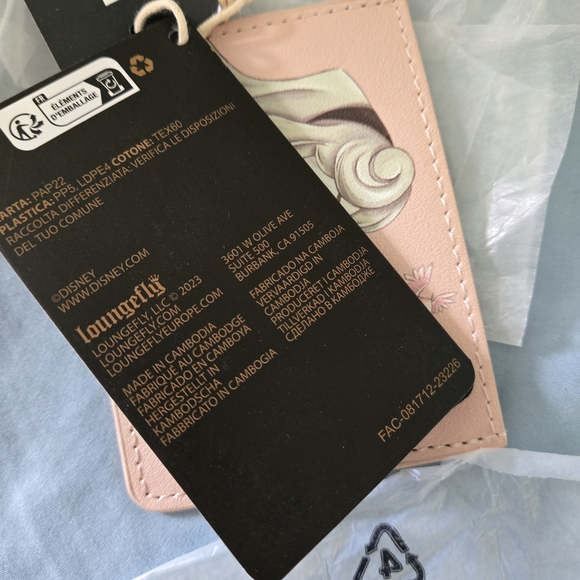 FR
ÉLÉMENTS
D'EMBALLAGE
CARTA: PAP22
PLASTICA: PP5, LDPE4 COTONE: TEX60
RACCOLTA DIFFERENZIATA: VERIFICA LE DISPOSIZIONI
DEL TUO COMUNE
©DISNEY
WWW.DISNEY.COM
loungefly
LOUNGEFLY, LLC © 2023
LOUNGEFLY.COM
LOUNGEFLYEUROPE.COM
MADE IN CAMBODIA
FABRIQUÉ AU CAMBODGE
FABRICADO EN CAMBOYA
HERGESTELLT IN
KAMBODSCHA
FABBRICATO IN CAMBOGIA
3601 W OLIVE AVE
SUITE 500
BURBANK, CA 91505
FABRICADO NA CAMBOJA
VERVAARDIGD IN
CAMBODJA
PRODUCERET I CAMBODJA
TILLVERKAD, KAMBODJA
СДЕЛАНО В КАМБОДЖЕ
FAC-081712-23226
4